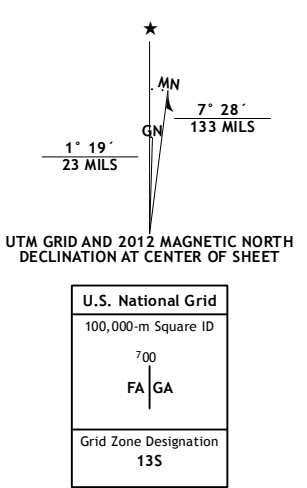 ★
MN
7° 28´
133 MILS
GN
1° 19´
23 MILS
UTM GRID AND 2012 MAGNETIC NORTH
DECLINATION AT CENTER OF SHEET
U.S. National Grid
100,000-m Square ID
⁷00
FA GA
Grid Zone Designation
13S